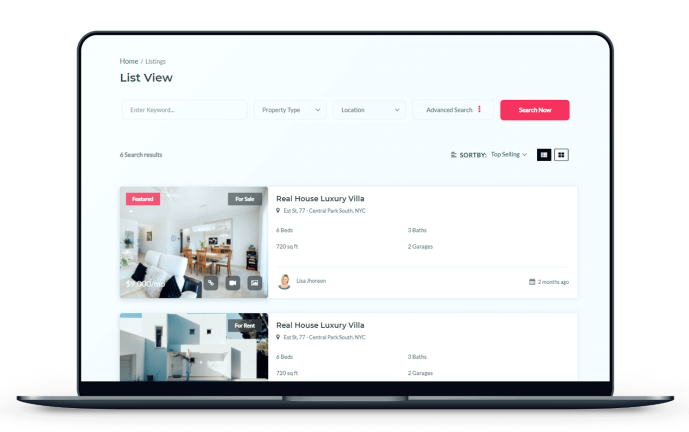 Home / Listings
List View
Enter Keyword...
Property Type
Location
Advanced Search
Search Now
6 Search results
SORTBY: Top Selling
Featured
For Sale
$9,000/mo
Real House Luxury Villa
Est St, 77 - Central Park South, NYC
6 Beds
3 Baths
720 sq ft
2 Garages
Lisa Jhonson
2 months ago
For Rent
Real House Luxury Villa
Est St, 77 - Central Park South, NYC
6 Beds
3 Baths
720 sq ft
2 Garages